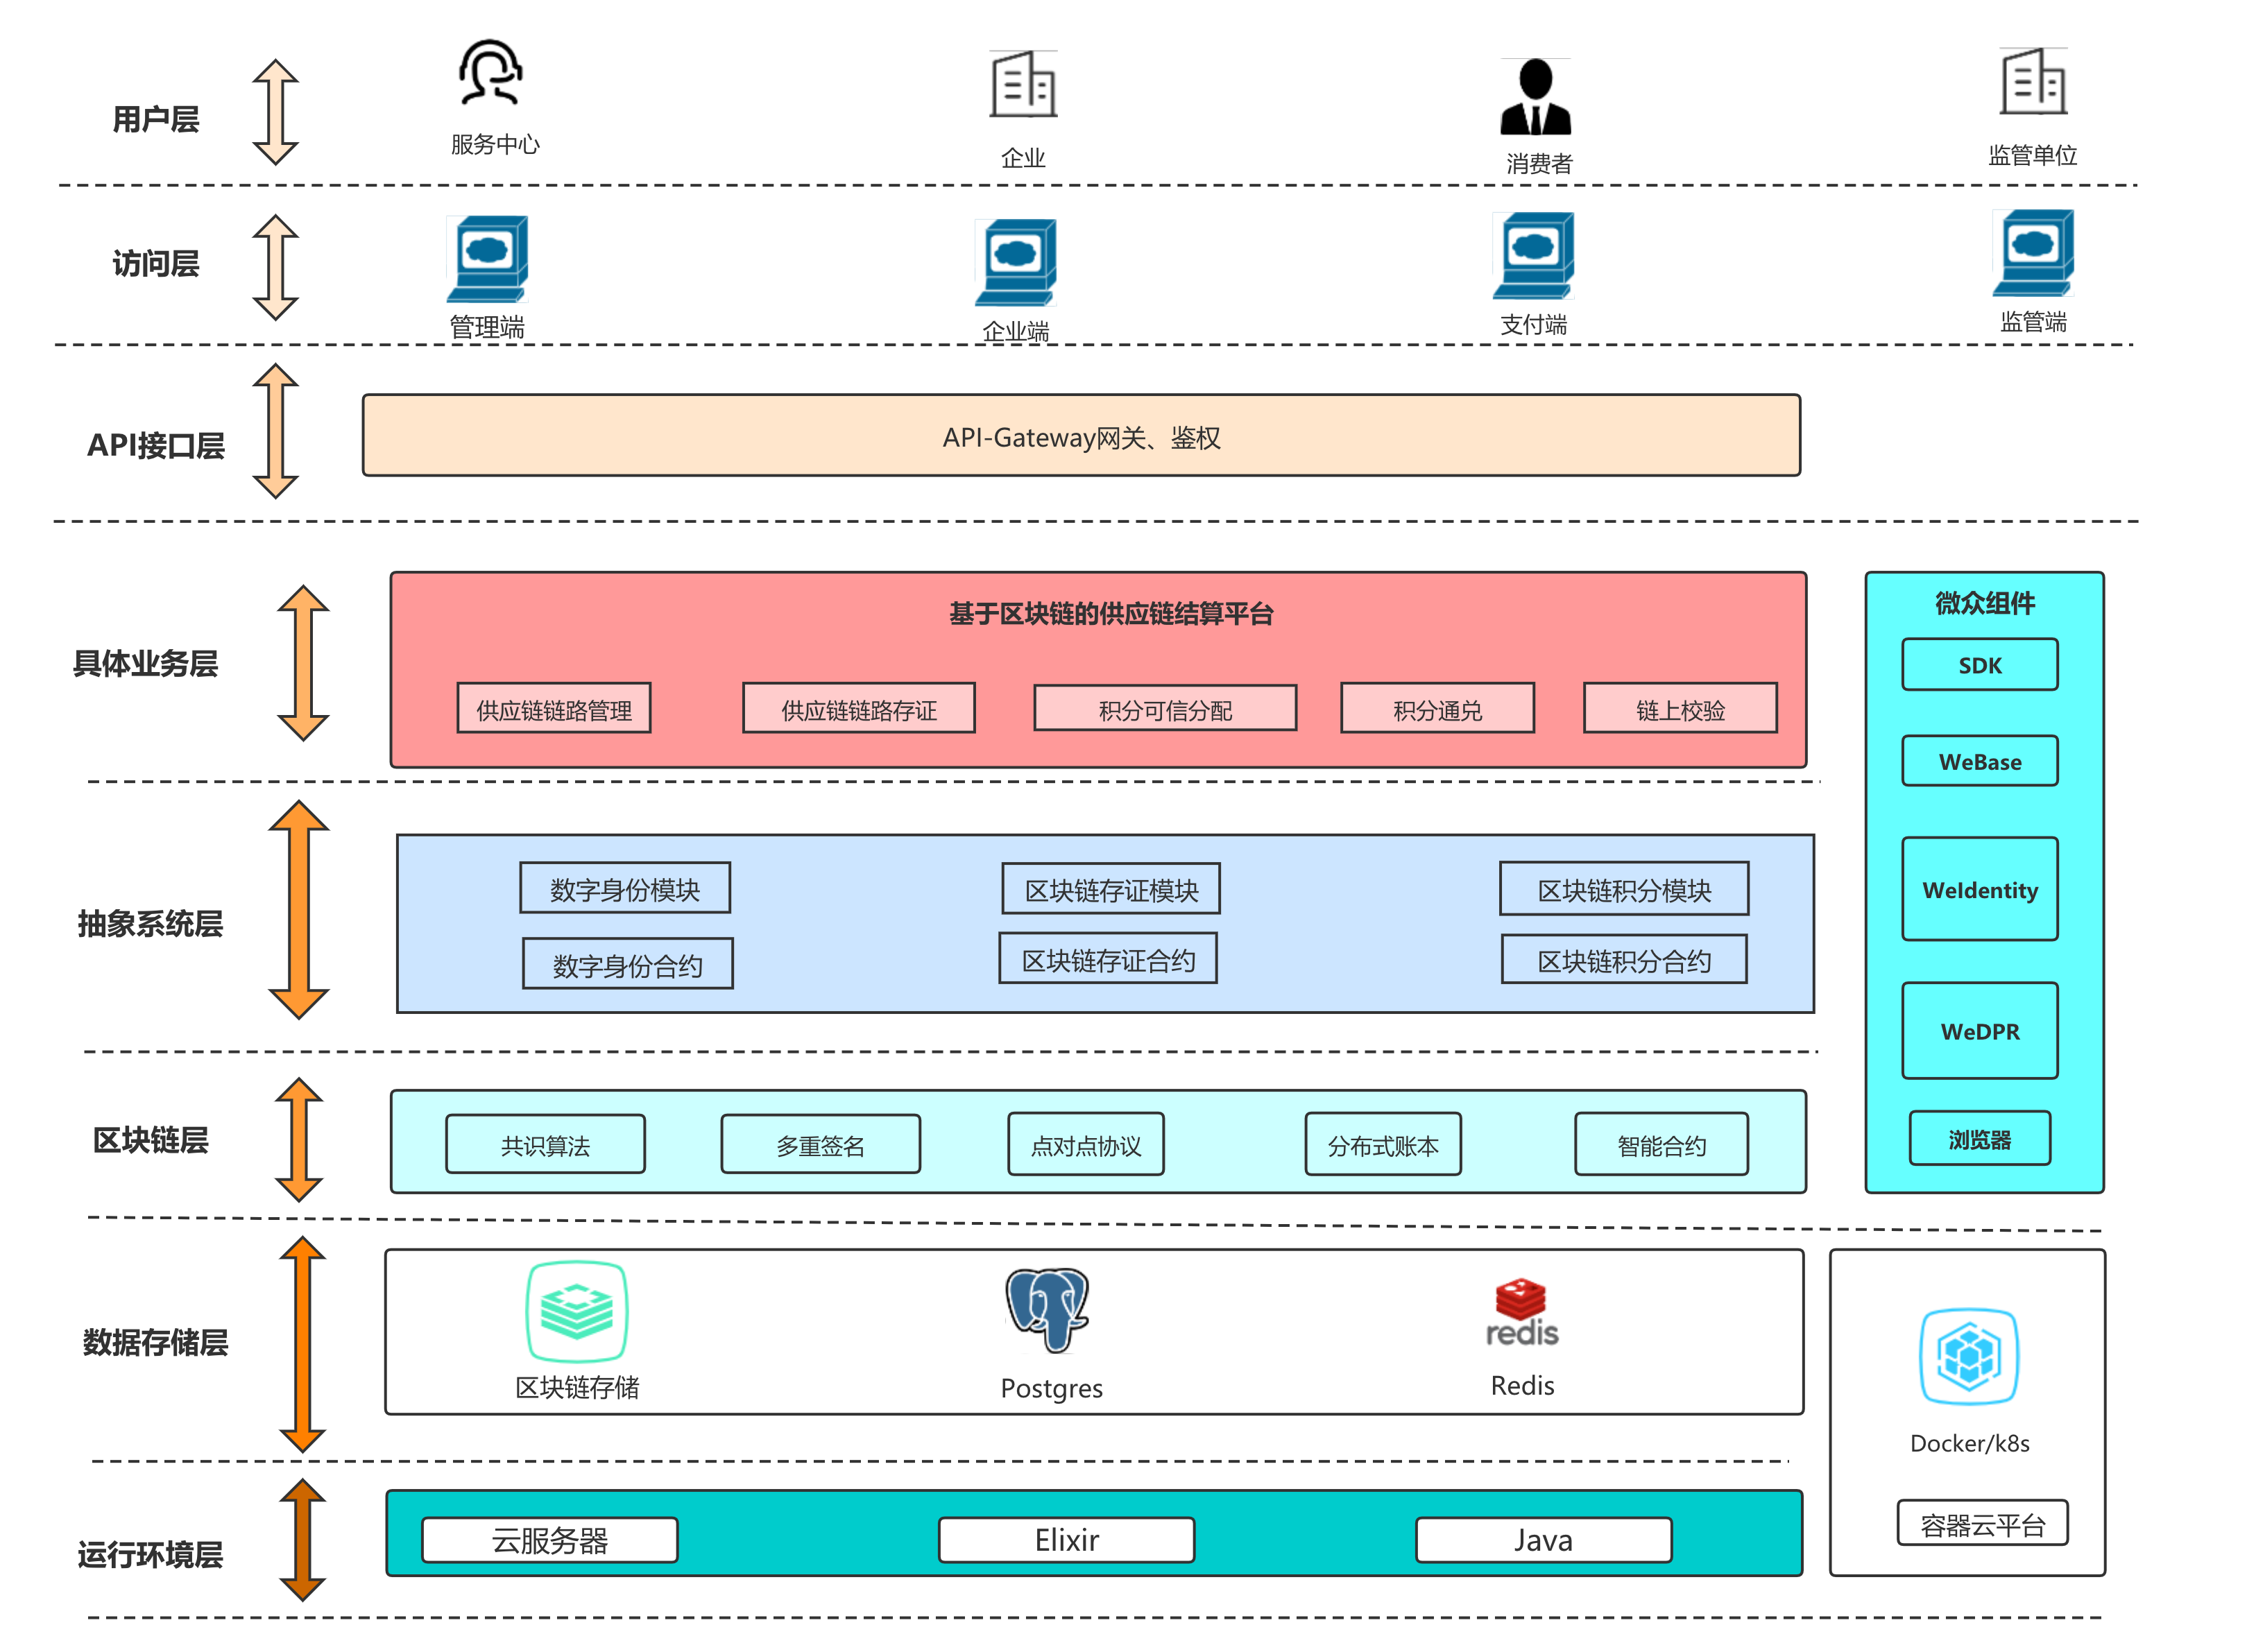 用户层
服务中心
企业
消费者
监管单位
访问层
管理端
企业端
支付端
监管端
API接口层
API-Gateway网关、鉴权
具体业务层
基于区块链的供应链结算平台
供应链链路管理
供应链链路存证
积分可信分配
积分通兑
链上校验
微众组件
SDK
WeBase
WeIdentity
WeDPR
浏览器
抽象系统层
数字身份模块
区块链存证模块
区块链积分模块
数字身份合约
区块链存证合约
区块链积分合约
区块链层
共识算法
多重签名
点对点协议
分布式账本
智能合约
数据存储层
区块链存储
Postgres
redis
Redis
Docker/k8s
容器云平台
运行环境层
云服务器
Elixir
Java